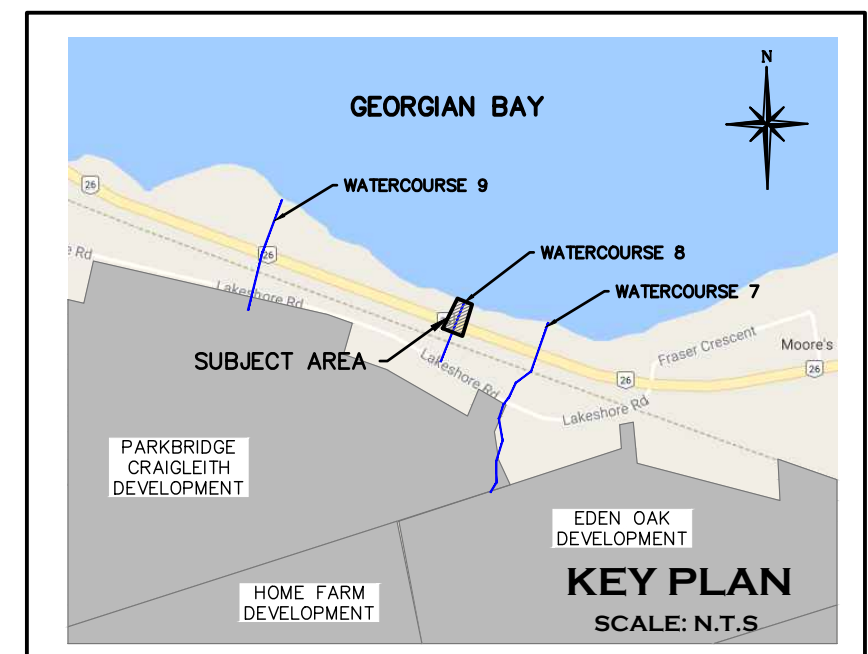 N
GEORGIAN BAY
26
WATERCOURSE 9
WATERCOURSE 8
26
Rd
WATERCOURSE 7
Lakeshore Rd
26
SUBJECT AREA
Fraser Crescent
Moore's
Lakeshore Rd
26
26
Lakeshore Rd
PARKBRIDGE
CRAIGLEITH
DEVELOPMENT
EDEN OAK
DEVELOPMENT
HOME FARM
DEVELOPMENT
KEY PLAN
SCALE: N.T.S